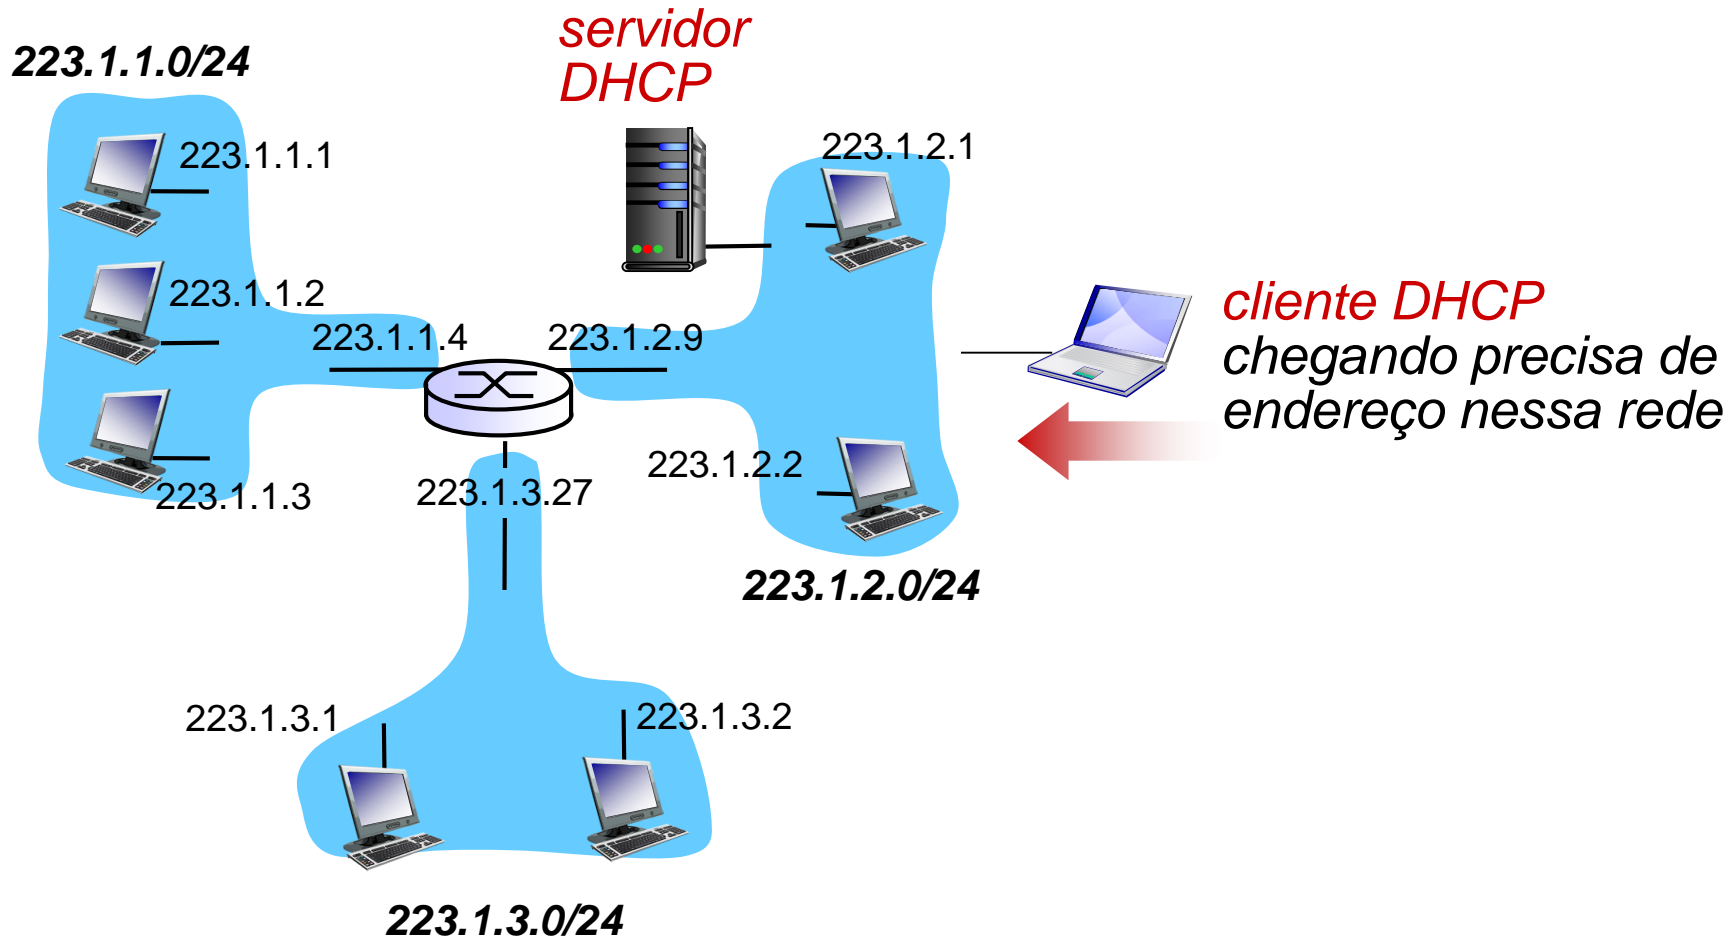 servidor
DHCP
223.1.1.0/24
223.1.1.1
223.1.2.1
223.1.1.2
223.1.1.4
223.1.2.9
cliente DHCP
chegando precisa de
endereço nessa rede
223.1.2.2
223.1.1.3
223.1.3.27
223.1.2.0/24
223.1.3.1
223.1.3.2
223.1.3.0/24